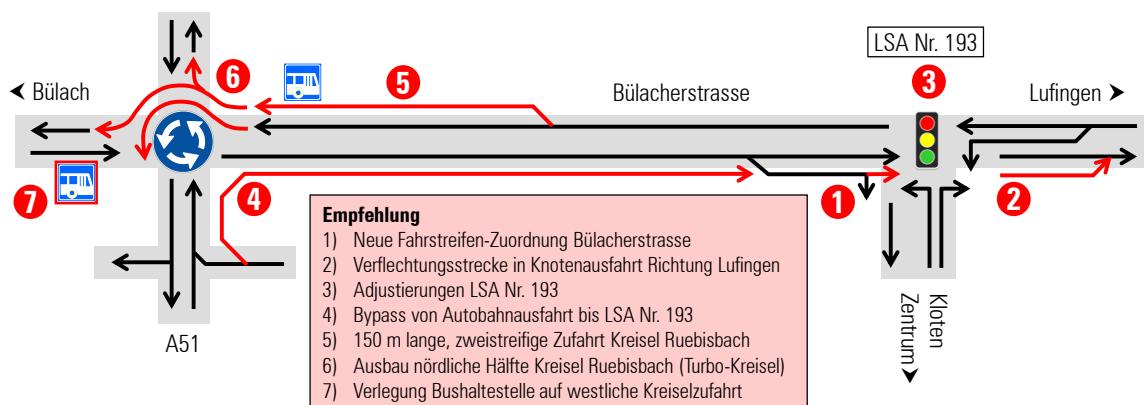 LSA Nr. 193
6
5
3
Bülach
Bülacherstrasse
Lufingen
7
4
1
2
Empfehlung
1) Neue Fahrstreifen-Zuordnung Bülacherstrasse
2) Verflechtungsstrecke in Knotenausfahrt Richtung Lufingen
3) Adjustierungen LSA Nr. 193
4) Bypass von Autobahnausfahrt bis LSA Nr. 193
5) 150 m lange, zweistreifige Zufahrt Kreisel Ruebisbach
6) Ausbau nördliche Hälfte Kreisel Ruebisbach (Turbo-Kreisel)
7) Verlegung Bushaltestelle auf westliche Kreiselzufahrt
A51
Kloten
Zentrum